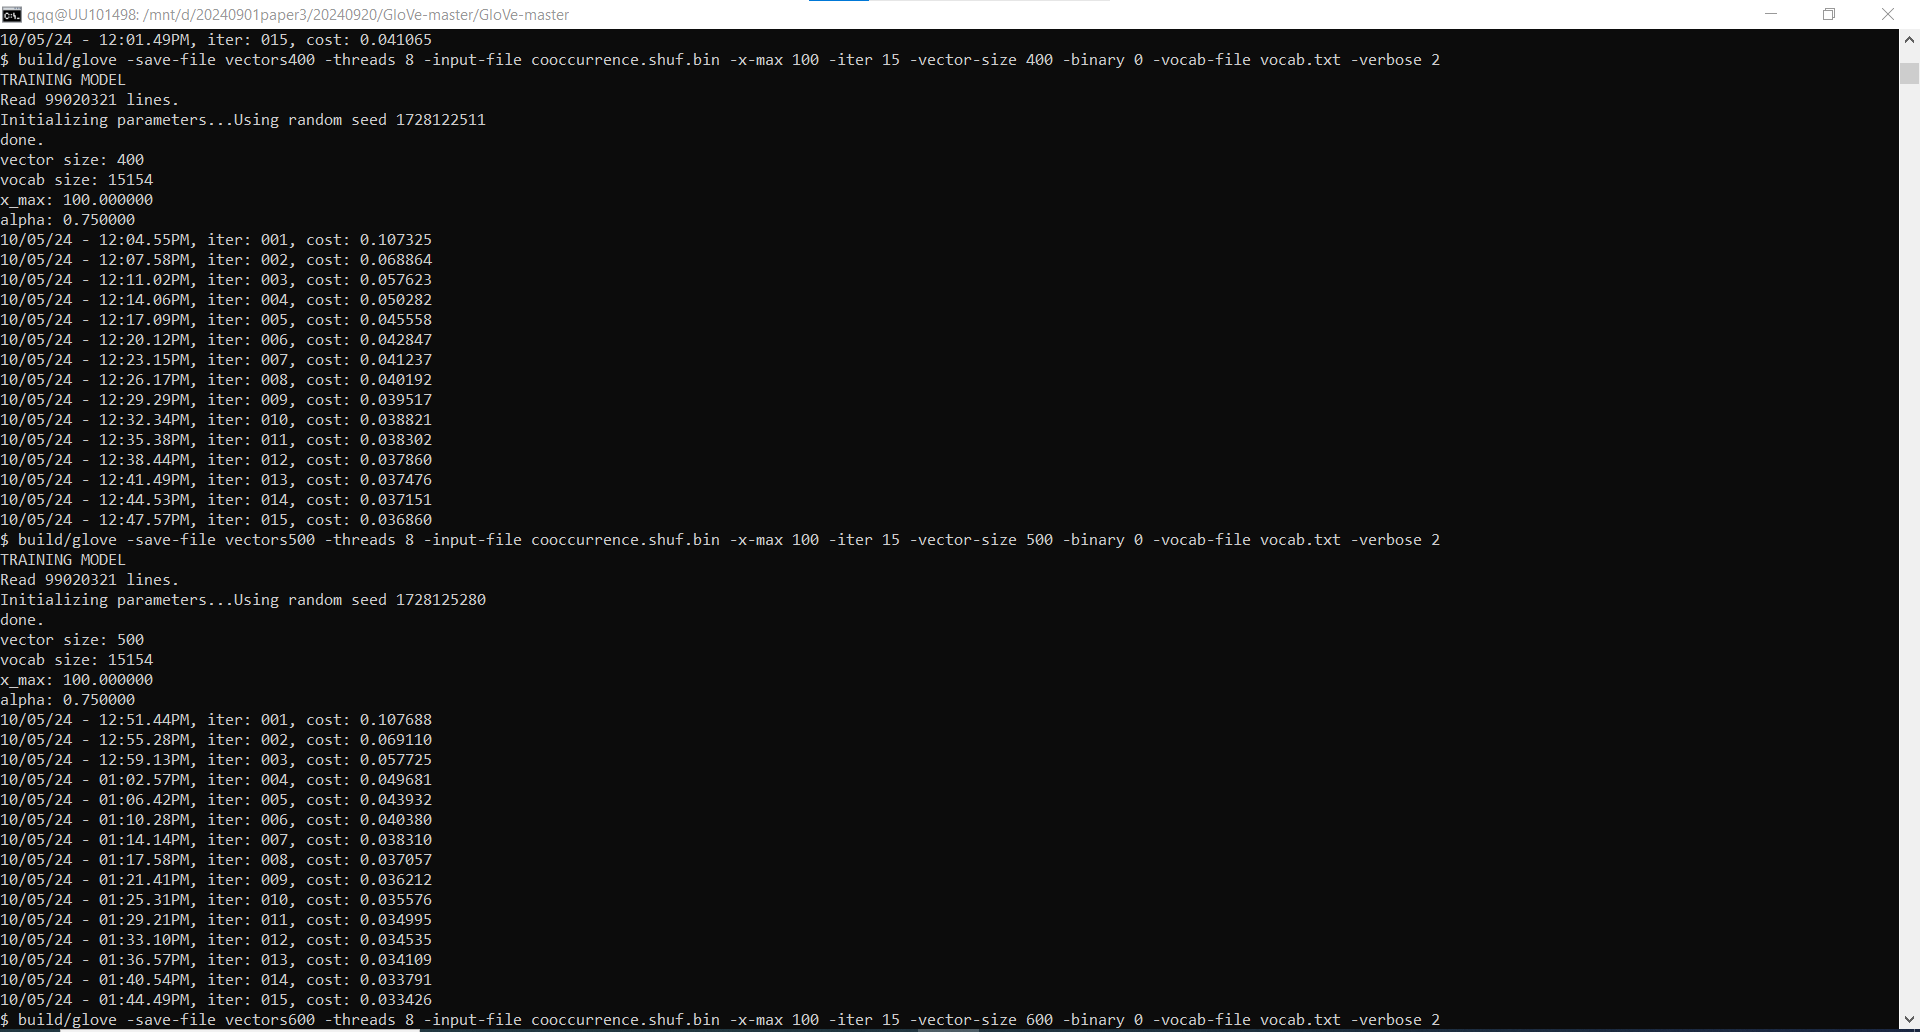 qqq@UU101498: /mnt/d/20240901paper3/20240920/GloVe-master/GloVe-master
10/05/24 - 12:01.49PM, iter: 015, cost: 0.041065
$ build/glove -save-file vectors400 -threads 8 -input-file cooccurrence.shuf.bin -x-max 100 -iter 15 -vector-size 400 -binary 0 -vocab-file vocab.txt -verbose 2
TRAINING MODEL
Read 99020321 lines.
Initializing parameters...Using random seed 1728122511
done.
vector size: 400
vocab size: 15154
x_max: 100.000000
alpha: 0.750000
10/05/24 - 12:04.55PM, iter: 001, cost: 0.107325
10/05/24 - 12:07.58PM, iter: 002, cost: 0.068864
10/05/24 - 12:11.02PM, iter: 003, cost: 0.057623
10/05/24 - 12:14.06PM, iter: 004, cost: 0.050282
10/05/24 - 12:17.09PM, iter: 005, cost: 0.045558
10/05/24 - 12:20.12PM, iter: 006, cost: 0.042847
10/05/24 - 12:23.15PM, iter: 007, cost: 0.041237
10/05/24 - 12:26.17PM, iter: 008, cost: 0.040192
10/05/24 - 12:29.29PM, iter: 009, cost: 0.039517
10/05/24 - 12:32.34PM, iter: 010, cost: 0.038821
10/05/24 - 12:35.38PM, iter: 011, cost: 0.038302
10/05/24 - 12:38.44PM, iter: 012, cost: 0.037860
10/05/24 - 12:41.49PM, iter: 013, cost: 0.037476
10/05/24 - 12:44.53PM, iter: 014, cost: 0.037151
10/05/24 - 12:47.57PM, iter: 015, cost: 0.036860
$ build/glove -save-file vectors500 -threads 8 -input-file cooccurrence.shuf.bin -x-max 100 -iter 15 -vector-size 500 -binary 0 -vocab-file vocab.txt -verbose 2
TRAINING MODEL
Read 99020321 lines.
Initializing parameters...Using random seed 1728125280
done.
vector size: 500
vocab size: 15154
x_max: 100.000000
alpha: 0.750000
10/05/24 - 12:51.44PM, iter: 001, cost: 0.107688
10/05/24 - 12:55.28PM, iter: 002, cost: 0.069110
10/05/24 - 12:59.13PM, iter: 003, cost: 0.057725
10/05/24 - 01:02.57PM, iter: 004, cost: 0.049681
10/05/24 - 01:06.42PM, iter: 005, cost: 0.043932
10/05/24 - 01:10.28PM, iter: 006, cost: 0.040380
10/05/24 - 01:14.14PM, iter: 007, cost: 0.038310
10/05/24 - 01:17.58PM, iter: 008, cost: 0.037057
10/05/24 - 01:21.41PM, iter: 009, cost: 0.036212
10/05/24 - 01:25.31PM, iter: 010, cost: 0.035576
10/05/24 - 01:29.21PM, iter: 011, cost: 0.034995
10/05/24 - 01:33.10PM, iter: 012, cost: 0.034535
10/05/24 - 01:36.57PM, iter: 013, cost: 0.034109
10/05/24 - 01:40.54PM, iter: 014, cost: 0.033791
10/05/24 - 01:44.49PM, iter: 015, cost: 0.033426
$ build/glove -save-file vectors600 -threads 8 -input-file cooccurrence.shuf.bin -x-max 100 -iter 15 -vector-size 600 -binary 0 -vocab-file vocab.txt -verbose 2